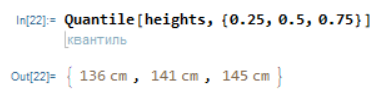 In[22]:= Quantile[heights, {0.25, 0.5, 0.75}]
квантиль
Out[22]= { 136 cm , 141 cm , 145 cm }